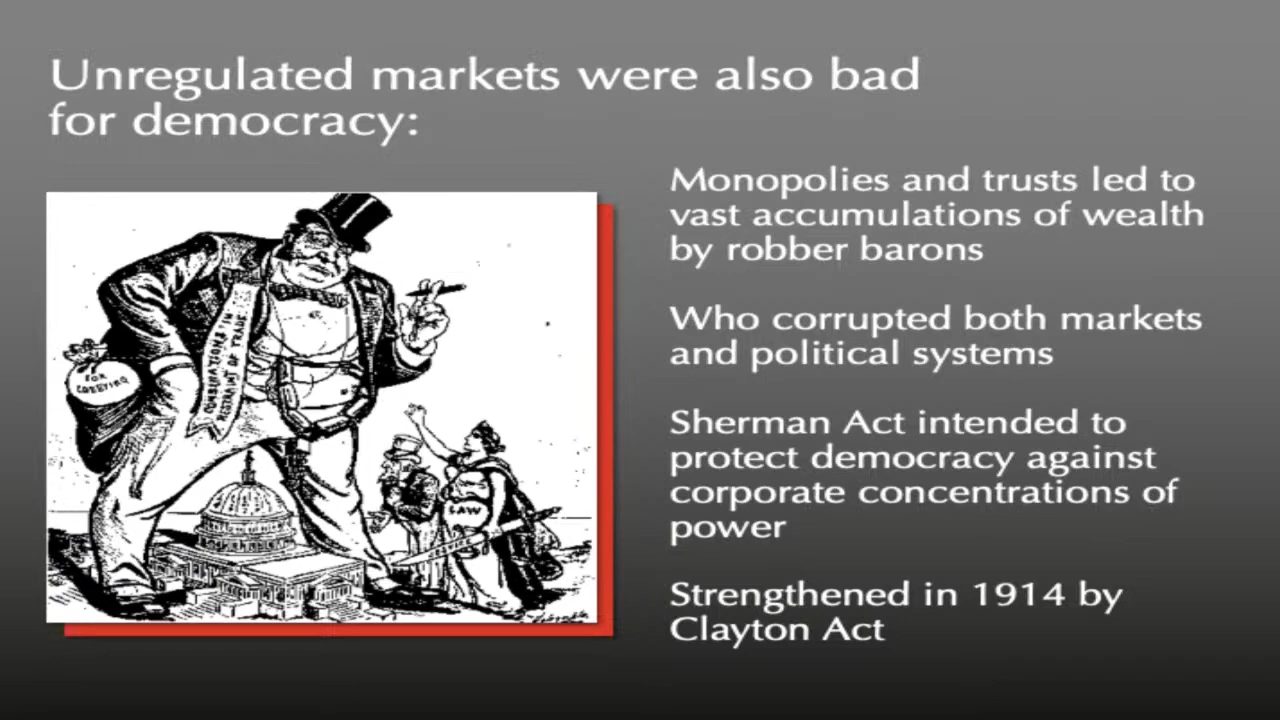 Unregulated markets were also bad
for democracy:
Monopolies and trusts led to
vast accumulations of wealth
by robber barons
Who corrupted both markets
and political systems
Sherman Act intended to
protect democracy against
corporate concentrations of
power
Strengthened in 1914 by
Clayton Act
FOR
LOBBYING
COMBINATIONS IN
RESTRAINT OF TRADE
LAW